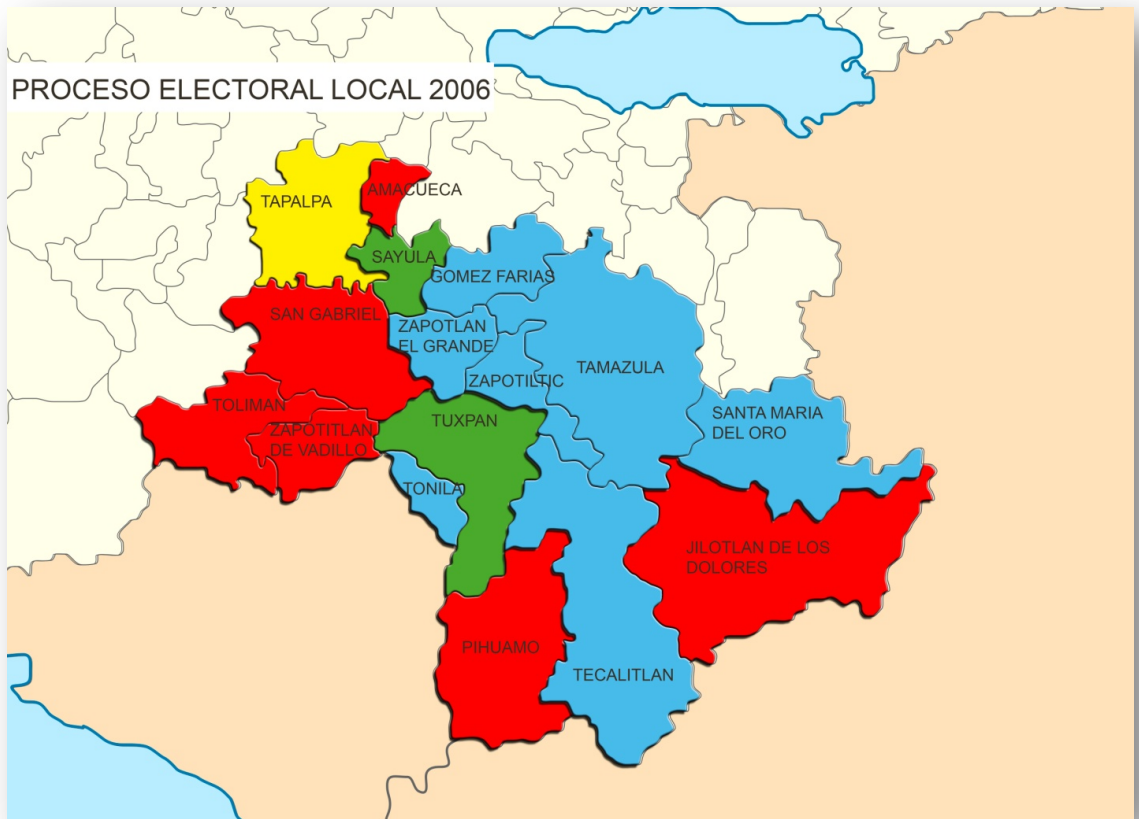 PROCESO ELECTORAL LOCAL 2006
AMACUECA
TAPALPA
SAYULA
GOMEZ FARIAS
SAN GABRIEL
ZAPOTLAN
EL GRANDE
TAMAZULA
ZAPOTILTIC
TOLIMAN
SANTA MARIA
DEL ORO
TUXPAN
ZAPOTITLAN
DE VADILLO
TONILA
JILOTLAN DE LOS
DOLORES
PIHUAMO
TECALITLAN